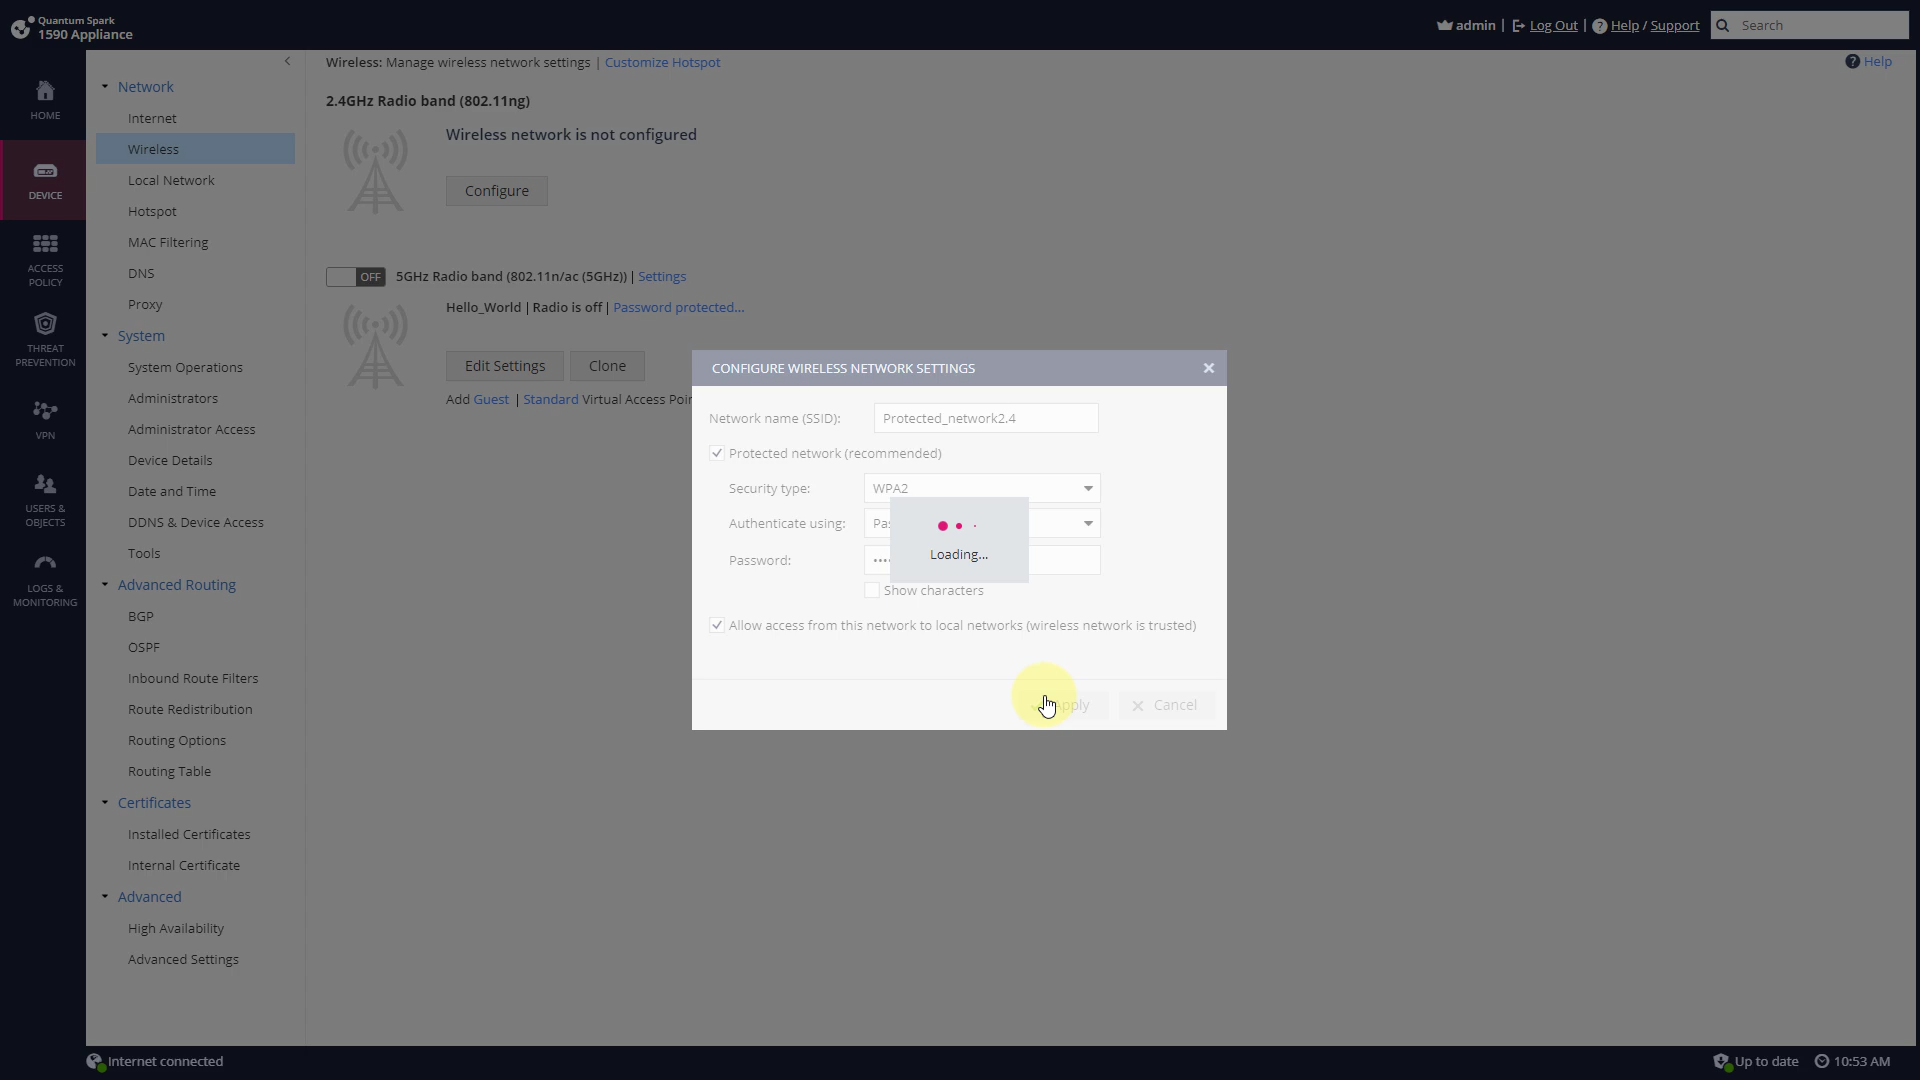 Quantum Spark
1590 Appliance
admin | Log Out | Help / Support
Search
HOME
DEVICE
ACCESS
POLICY
THREAT
PREVENTION
VPN
USERS &
OBJECTS
LOGS &
MONITORING
Network
Internet
Wireless
Local Network
Hotspot
MAC Filtering
DNS
Proxy
System
System Operations
Administrators
Administrator Access
Device Details
Date and Time
DDNS & Device Access
Tools
Advanced Routing
BGP
OSPF
Inbound Route Filters
Route Redistribution
Routing Options
Routing Table
Certificates
Installed Certificates
Internal Certificate
Advanced
High Availability
Advanced Settings
Wireless: Manage wireless network settings | Customize Hotspot
Help
2.4GHz Radio band (802.11ng)
Wireless network is not configured
Configure
OFF 5GHz Radio band (802.11n/ac (5GHz)) | Settings
Hello_World | Radio is off | Password protected...
Edit Settings Clone
Add Guest | Standard Virtual Access
CONFIGURE WIRELESS NETWORK SETTINGS
Network name (SSID): Protected_network2.4
Protected network (recommended)
Security type: WPA2
Authenticate using:
Password: ••••
Loading...
Show characters
Allow access from this network to local networks (wireless network is trusted)
Apply Cancel
Internet connected
Up to date 10:53 AM